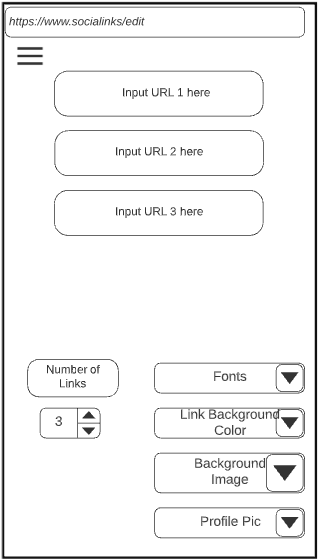 https://www.socialinks/edit
Input URL 1 here
Input URL 2 here
Input URL 3 here
Number of
Links
3
Fonts
Link Background
Color
Background
Image
Profile Pic